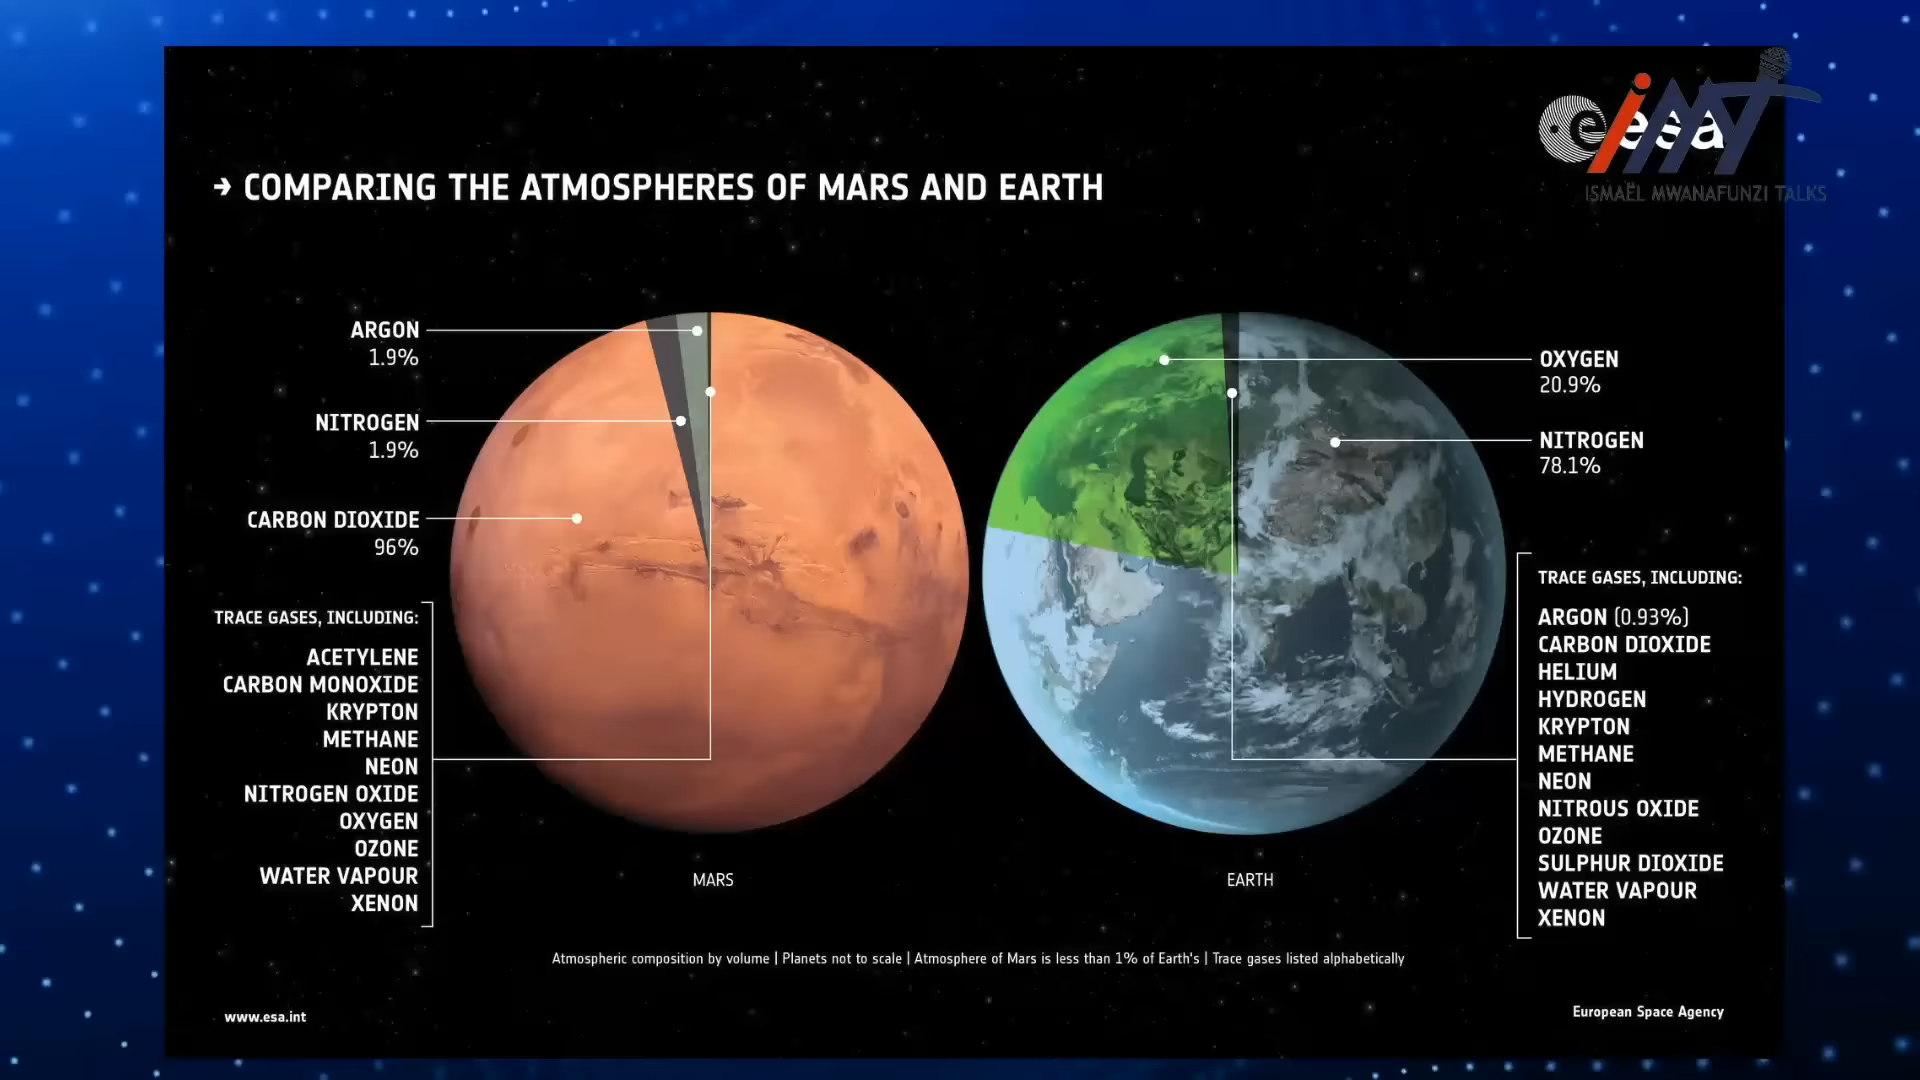 esa
iMT
ISMAËL MWANAFUNZI TALKS
→ COMPARING THE ATMOSPHERES OF MARS AND EARTH
ARGON
1.9%
NITROGEN
1.9%
CARBON DIOXIDE
96%
TRACE GASES, INCLUDING:
ACETYLENE
CARBON MONOXIDE
KRYPTON
METHANE
NEON
NITROGEN OXIDE
OXYGEN
OZONE
WATER VAPOUR
XENON
MARS
OXYGEN
20.9%
NITROGEN
78.1%
TRACE GASES, INCLUDING:
ARGON (0.93%)
CARBON DIOXIDE
HELIUM
HYDROGEN
KRYPTON
METHANE
NEON
NITROUS OXIDE
OZONE
SULPHUR DIOXIDE
WATER VAPOUR
XENON
EARTH
Atmospheric composition by volume | Planets not to scale | Atmosphere of Mars is less than 1% of Earth's | Trace gases listed alphabetically
www.esa.int
European Space Agency